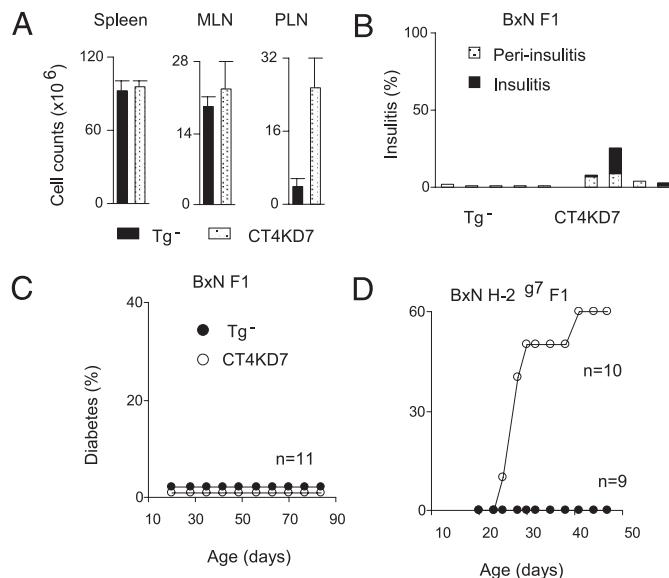 A
Spleen
MLN
PLN
Cell counts (x10 6)
120
60
0
28
14
0
32
16
0
Tg-
CT4KD7
B
BxN F1
Peri-insulitis
Insulitis
Insulitis (%)
100
50
0
Tg-
CT4KD7
C
BxN F1
Tg-
CT4KD7
Diabetes (%)
40
20
0
n=11
10 30 50 70 90
Age (days)
D
BxN H-2 g7 F1
60
30
0
n=10
n=9
10 20 30 40 50
Age (days)